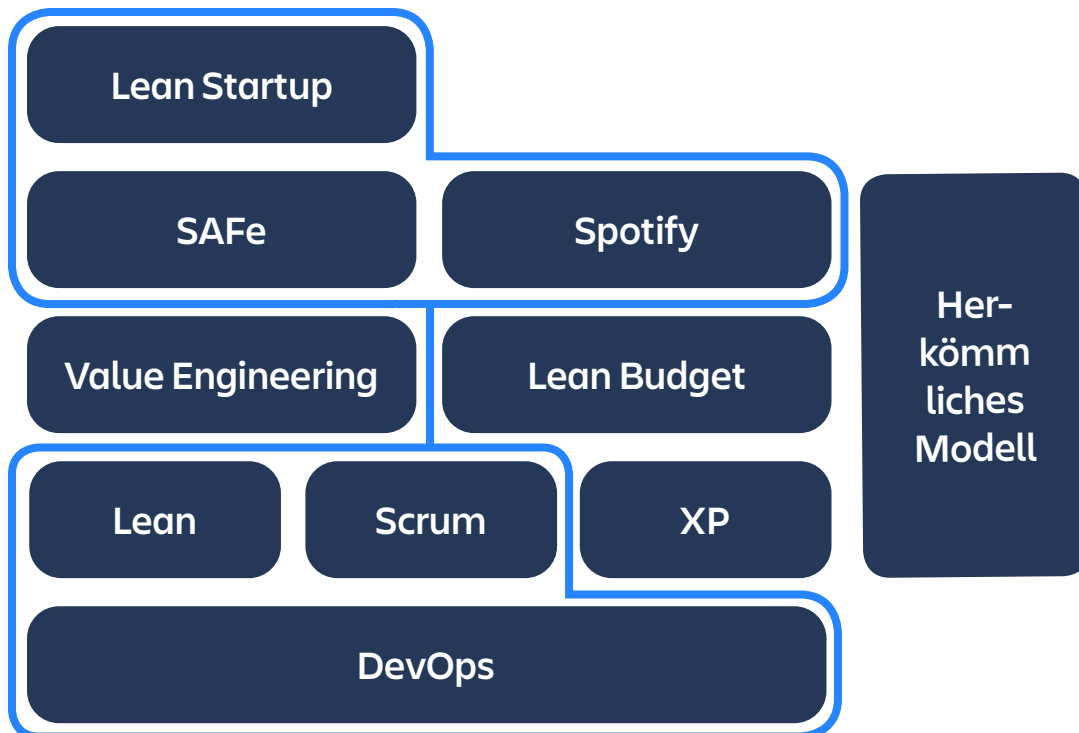 Lean Startup
SAFe
Spotify
Her-
kömm
liches
Modell
Value Engineering
Lean Budget
Lean
Scrum
XP
DevOps